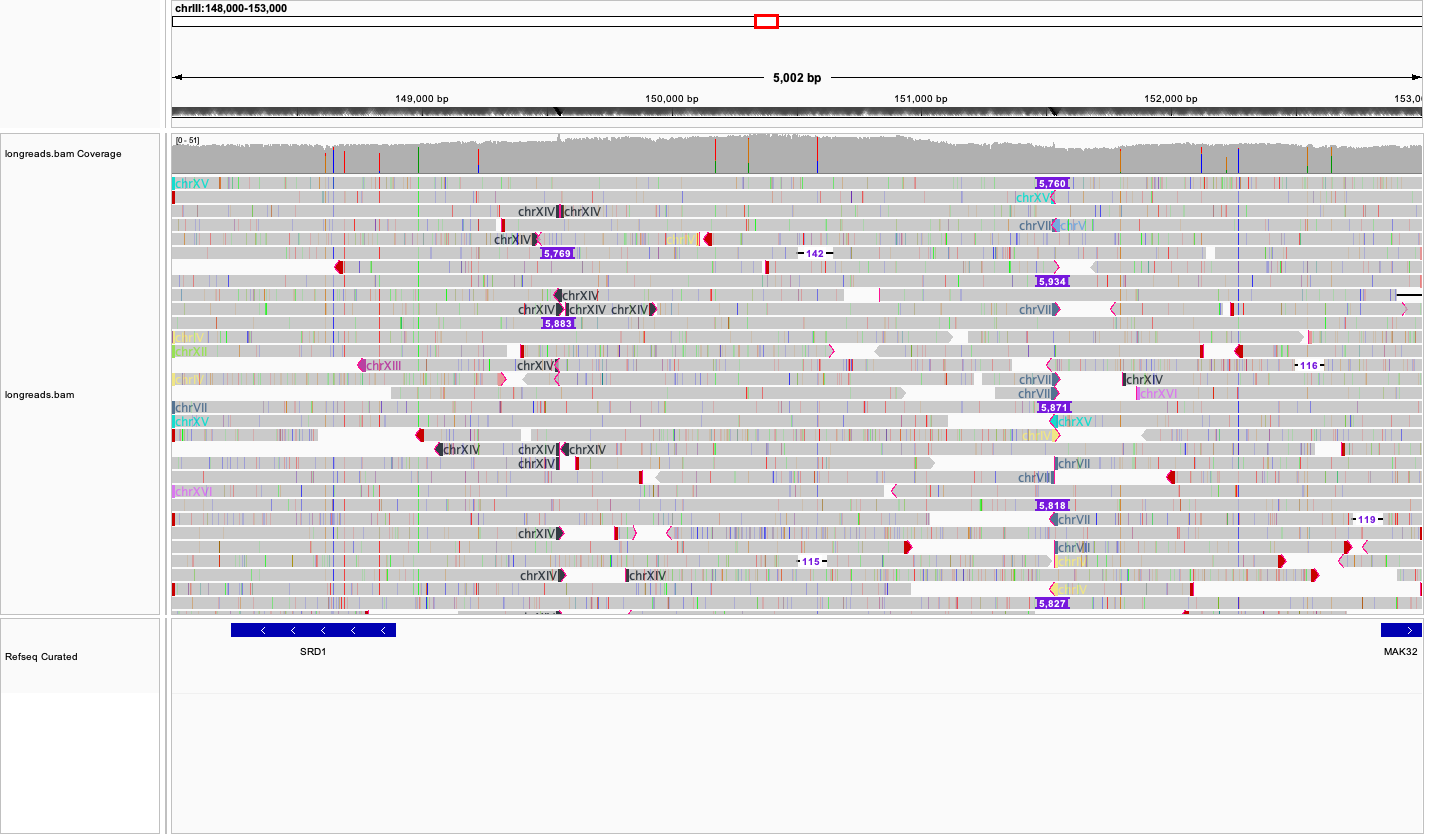 chrIII:148,000-153,000
5,002 bp
149,000 bp 150,000 bp 151,000 bp 152,000 bp 153,0
longreads.bam Coverage
[0 - 51]
chrXV 5,760
chrXV
chrXIV chrXIV
chrVII chrV
chrXIV
5,769 142
5,934
chrXIV
chrXIV chrXIV chrXIV chrVII
5,883
chrXIII chrXIV 116
chrVII chrXIV
longreads.bam
chrVII chrXVI
chrVII 5,871
chrXV chrXV
chrXIV chrXIV chrXIV
chrXIV chrVII
chrVII
chrXVI
5,818
chrVII 119
chrXIV
chrVII
115
chrXIV chrXIV
5,827
Refseq Curated
SRD1 MAK32